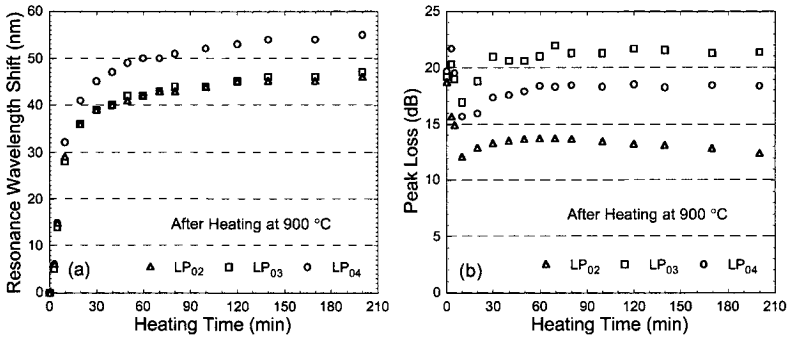 Resonance Wavelength Shift (nm)
60
50
40
30
20
10
0
After Heating at 900 °C
(a)
LP02
LP03
LP04
0 30 60 90 120 150 180 210
Heating Time (min)
Peak Loss (dB)
25
20
15
10
5
0
After Heating at 900 °C
(b)
LP02
LP03
LP04
0 30 60 90 120 150 180 210
Heating Time (min)